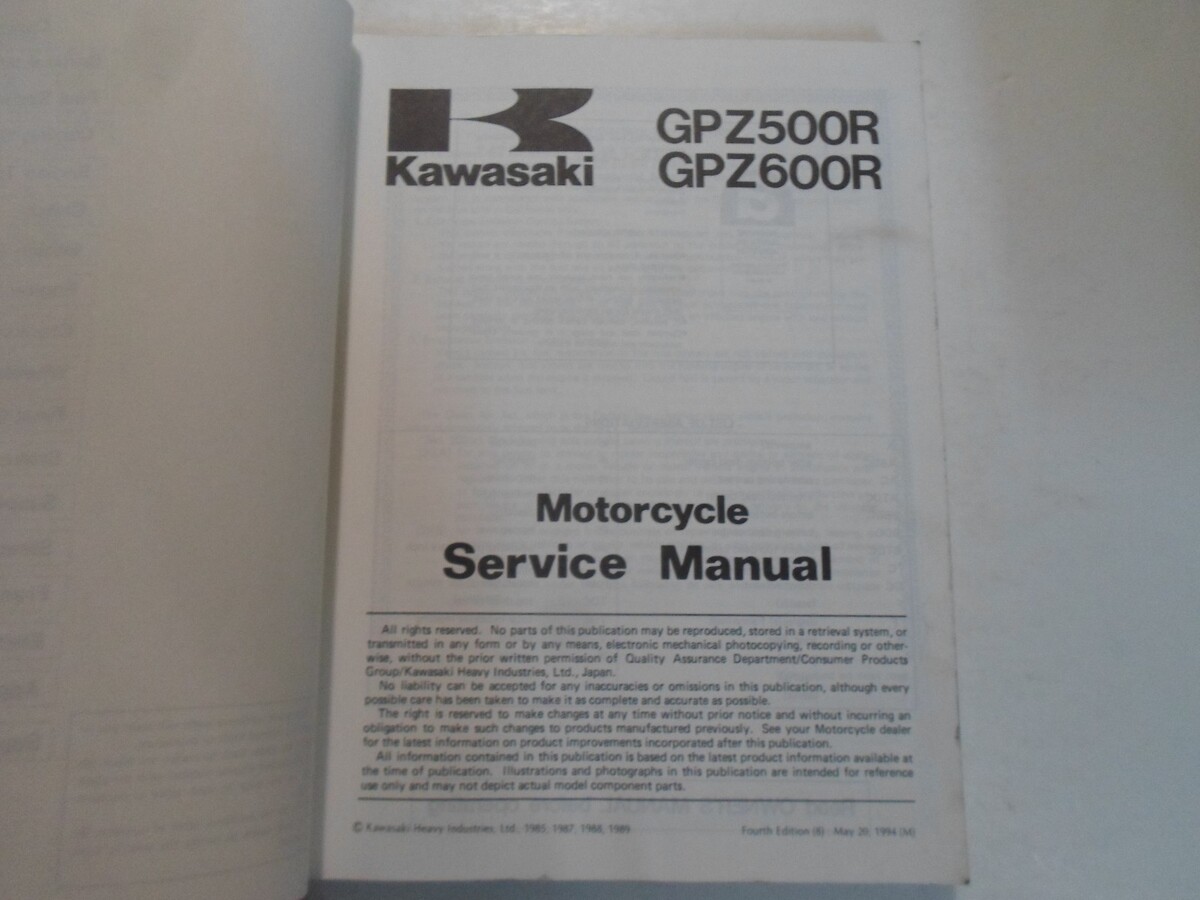 Kawasaki
GPZ500R
GPZ600R
Motorcycle
Service Manual
All rights reserved. No parts of this publication may be reproduced, stored in a retrieval system, or
transmitted in any form or by any means, electronic mechanical photocopying, recording or other-
wise, without the prior written permission of Quality Assurance Department/Consumer Products
Group/Kawasaki Heavy Industries, Ltd., Japan.
No liability can be accepted for any inaccuracies or omissions in this publication, although every
possible care has been taken to make it as complete and accurate as possible.
The right is reserved to make changes at any time without prior notice and without incurring an
obligation to make such changes to products manufactured previously. See your Motorcycle dealer
for the latest information on product improvements incorporated after this publication.
All information contained in this publication is based on the latest product information available at
the time of publication. Illustrations and photographs in this publication are intended for reference
use only and may not depict actual model component parts.
© Kawasaki Heavy Industries, Ltd., 1985, 1987, 1988, 1989
Fourth Edition (6) : May 20, 1994 (M)